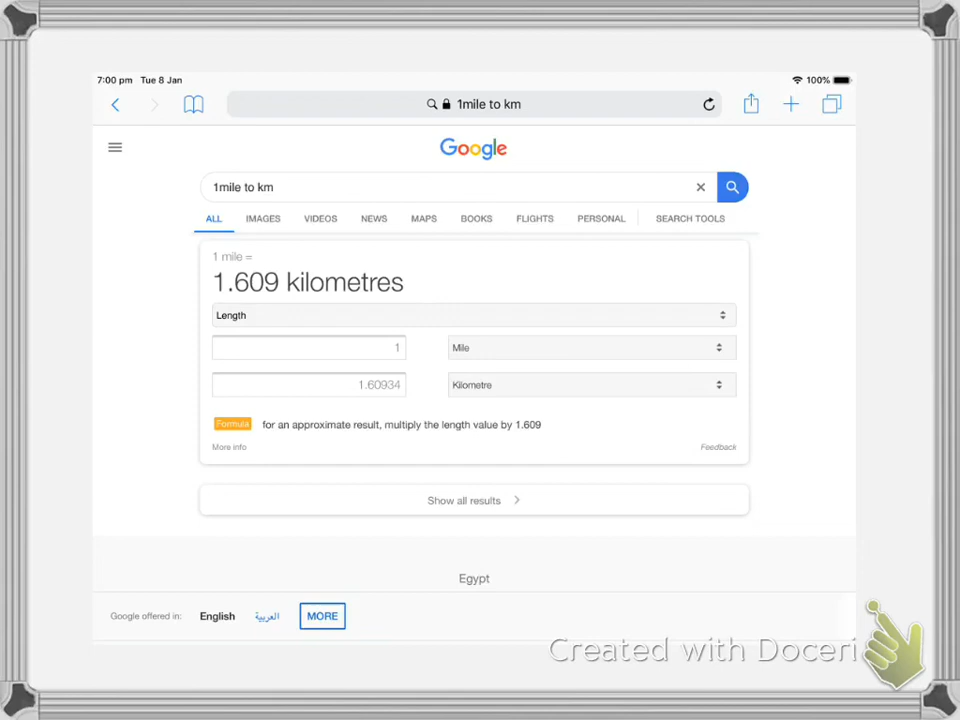 7:00 pm Tue 8 Jan 100%
1mile to km
Google
1mile to km
ALL IMAGES VIDEOS NEWS MAPS BOOKS FLIGHTS PERSONAL SEARCH TOOLS
1 mile =
1.609 kilometres
Length
1 Mile
1.60934 Kilometre
Formula for an approximate result, multiply the length value by 1.609
More info Feedback
Show all results
Egypt
Google offered in: English العربية MORE
Created with Doceri